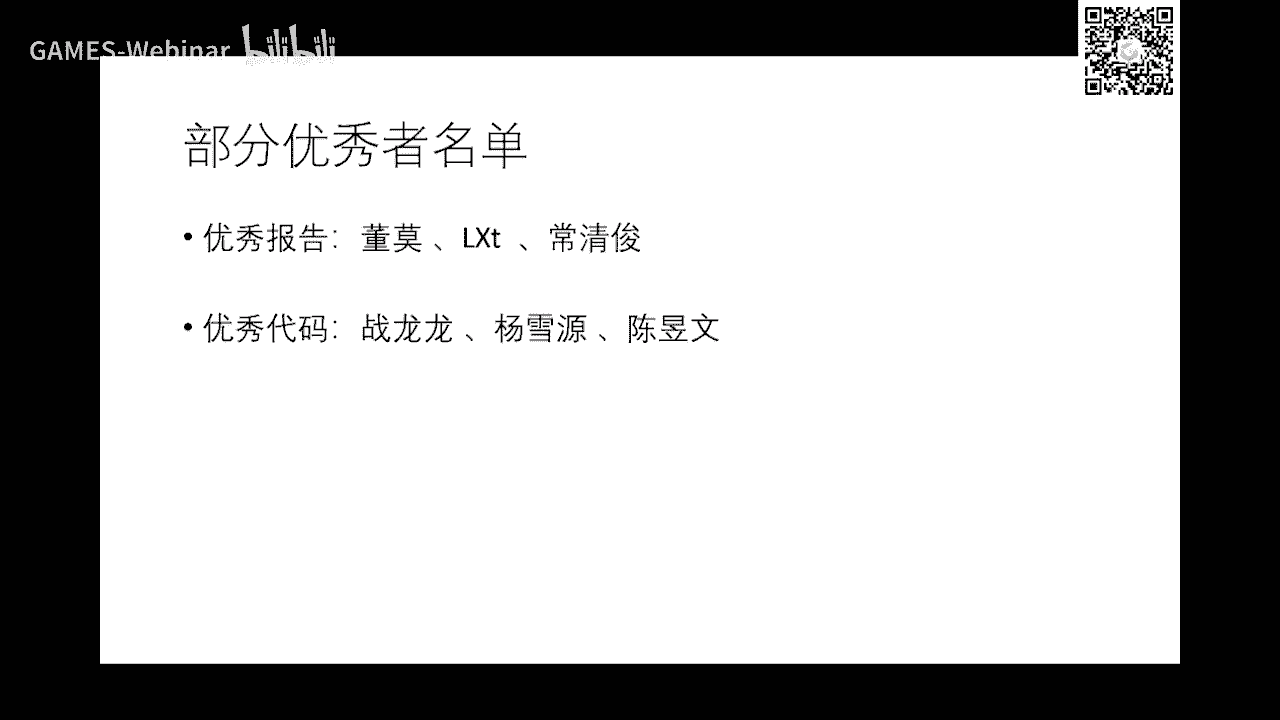 GAMES-Webinar bilibili
部分优秀者名单
• 优秀报告：董莫 、LXt 、常清俊
• 优秀代码：战龙龙 、杨雪源 、陈昱文